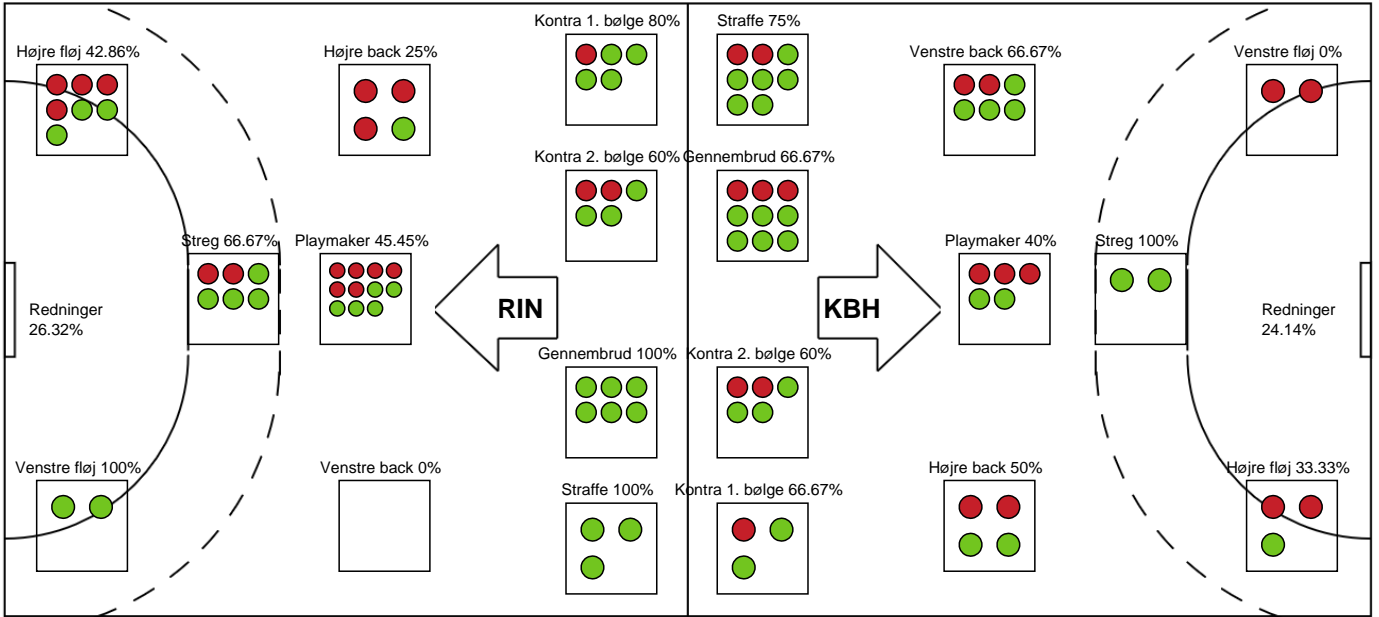 Kontra 1. bølge 80%
Straffe 75%
Højre fløj 42.86%
Højre back 25%
Venstre back 66.67%
Venstre fløj 0%
Kontra 2. bølge 60%
Gennembrud 66.67%
Streg 66.67%
Playmaker 45.45%
Playmaker 40%
Streg 100%
Redninger
26.32%
RIN
KBH
Redninger
24.14%
Gennembrud 100%
Kontra 2. bølge 60%
Venstre fløj 100%
Venstre back 0%
Straffe 100%
Kontra 1. bølge 66.67%
Højre back 50%
Højre fløj 33.33%